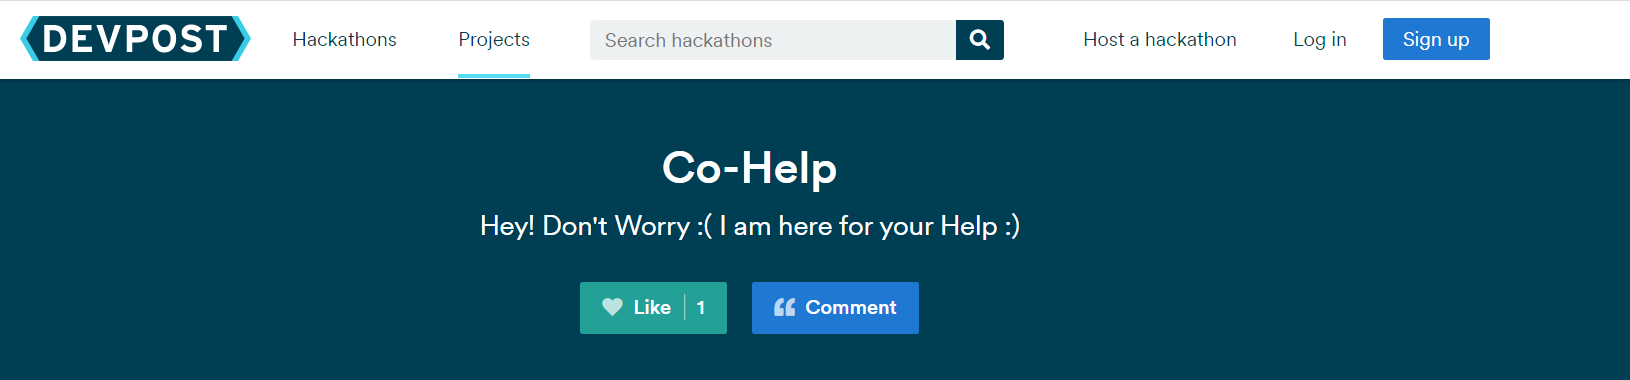 DEVPOST Hackathons Projects Search hackathons Host a hackathon Log in Sign up
Co-Help
Hey! Don't Worry :( I am here for your Help :)
Like 1 Comment